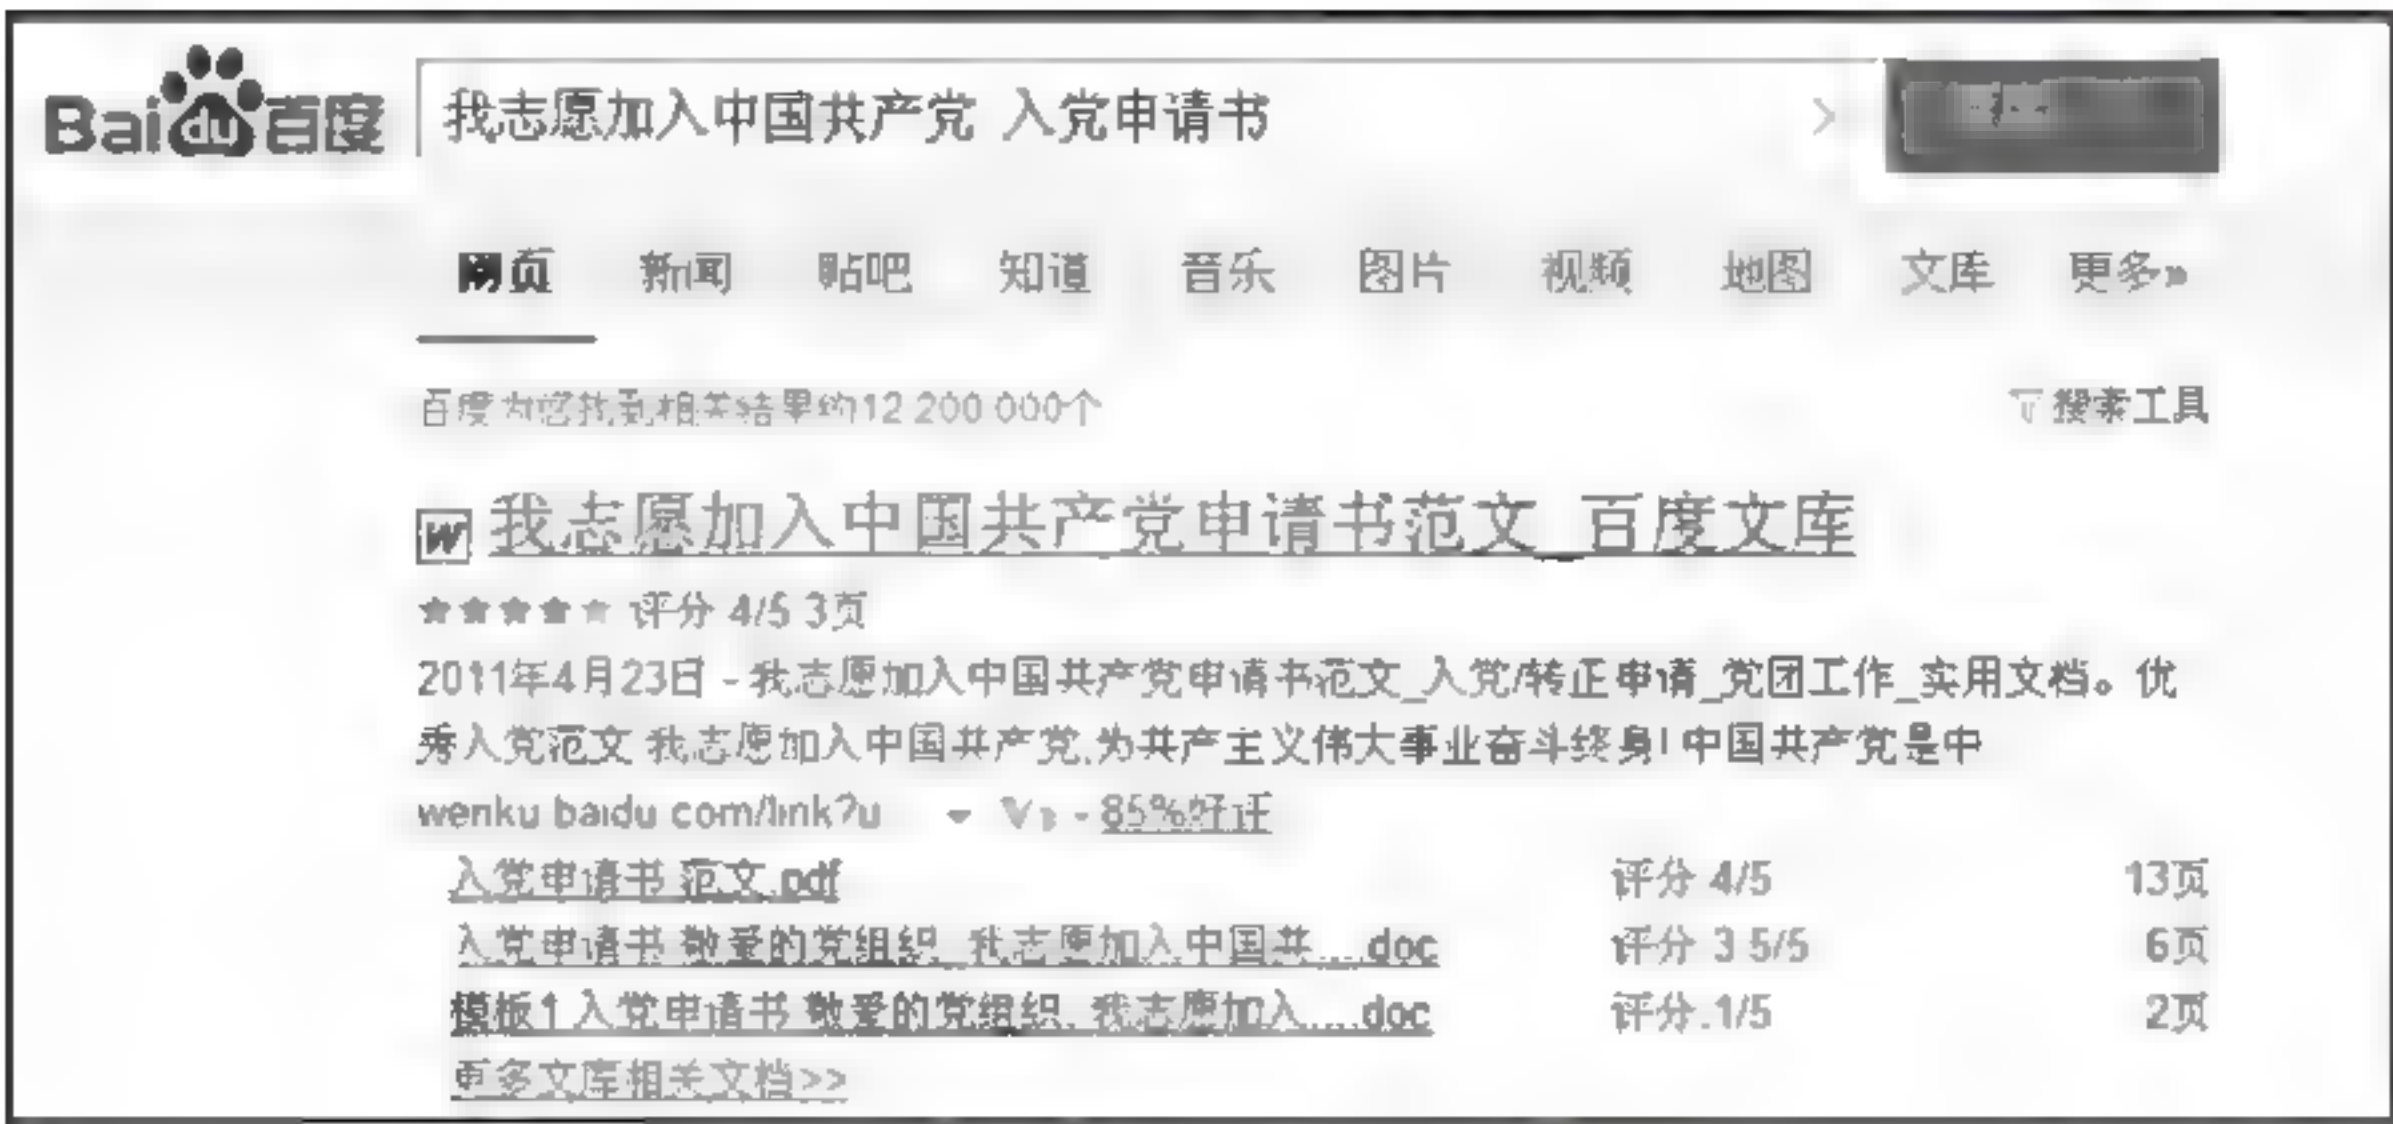 Bai du 百度 我志愿加入中国共产党 入党申请书
网页 新闻 贴吧 知道 音乐 图片 视频 地图 文库 更多»
百度为您找到相关结果约12 200 000个 搜索工具
W 我志愿加入中国共产党申请书范文_百度文库
评分 4/5 3页
2011年4月23日 - 我志愿加入中国共产党申请书范文_入党/转正申请_党团工作_实用文档。优
秀入党范文 我志愿加入中国共产党,为共产主义伟大事业奋斗终身!中国共产党是中
wenku baidu com/link?u - 85%好评
入党申请书 范文.pdf 评分 4/5 13页
入党申请书 敬爱的党组织_我志愿加入中国共....doc 评分 3 5/5 6页
模板1 入党申请书 敬爱的党组织, 我志愿加入....doc 评分.1/5 2页
更多文库相关文档>>